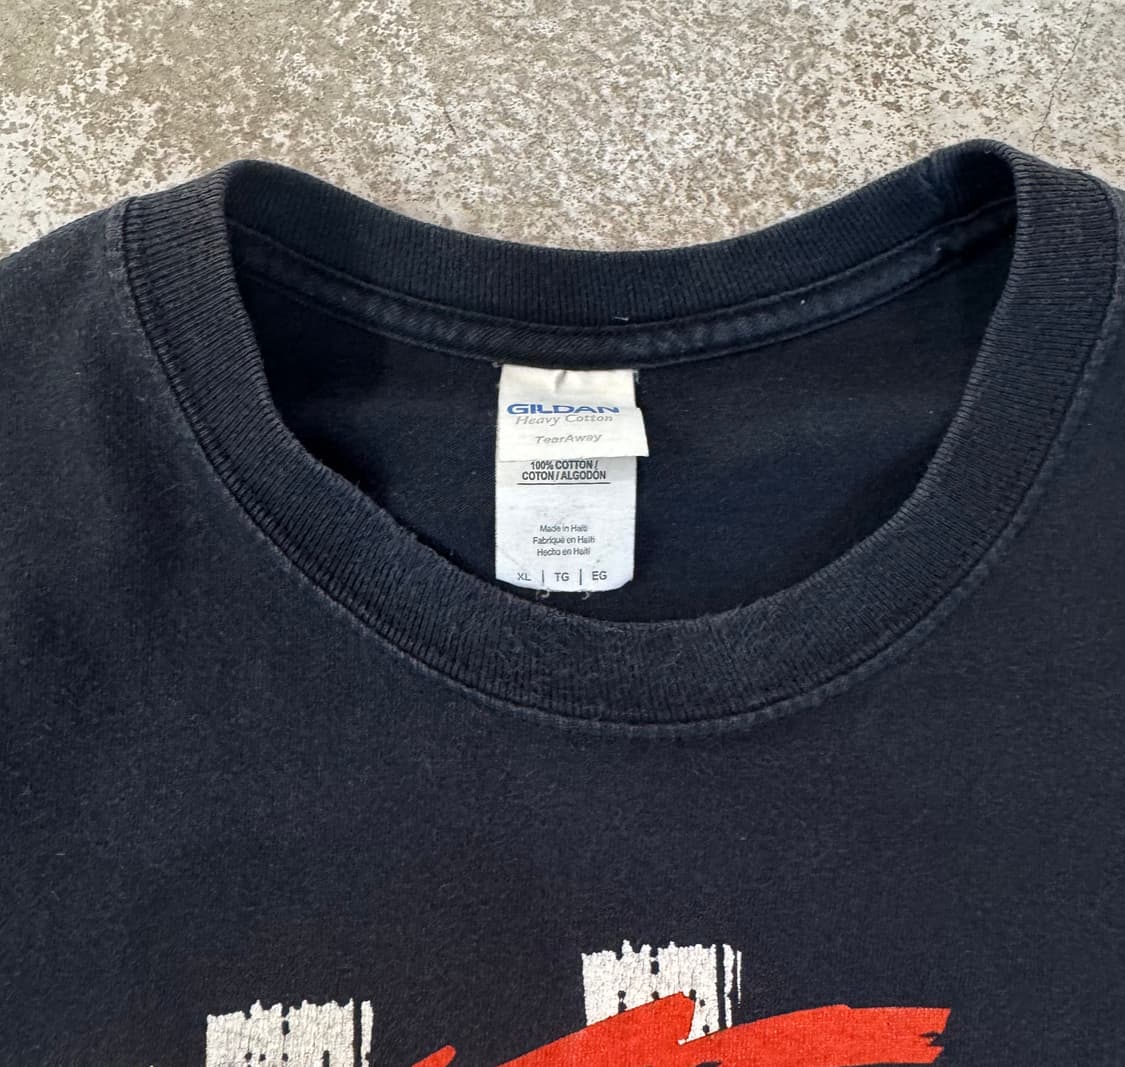 GILDAN
Heavy Cotton
TearAway
100% COTTON /
COTON / ALGODÓN
Made in Haiti
Fabriqué en Haïti
Hecho en Haití
XL | TG | EG